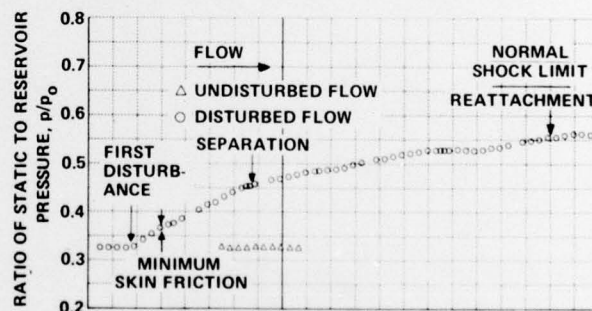 0.8
0.7
0.6
0.5
0.4
0.3
0.2
RATIO OF STATIC TO RESERVOIR
PRESSURE, p/p₀
FLOW
△ UNDISTURBED FLOW
○ DISTURBED FLOW
SEPARATION
FIRST
DISTURB-
ANCE
MINIMUM
SKIN FRICTION
NORMAL
SHOCK LIMIT
REATTACHMENT